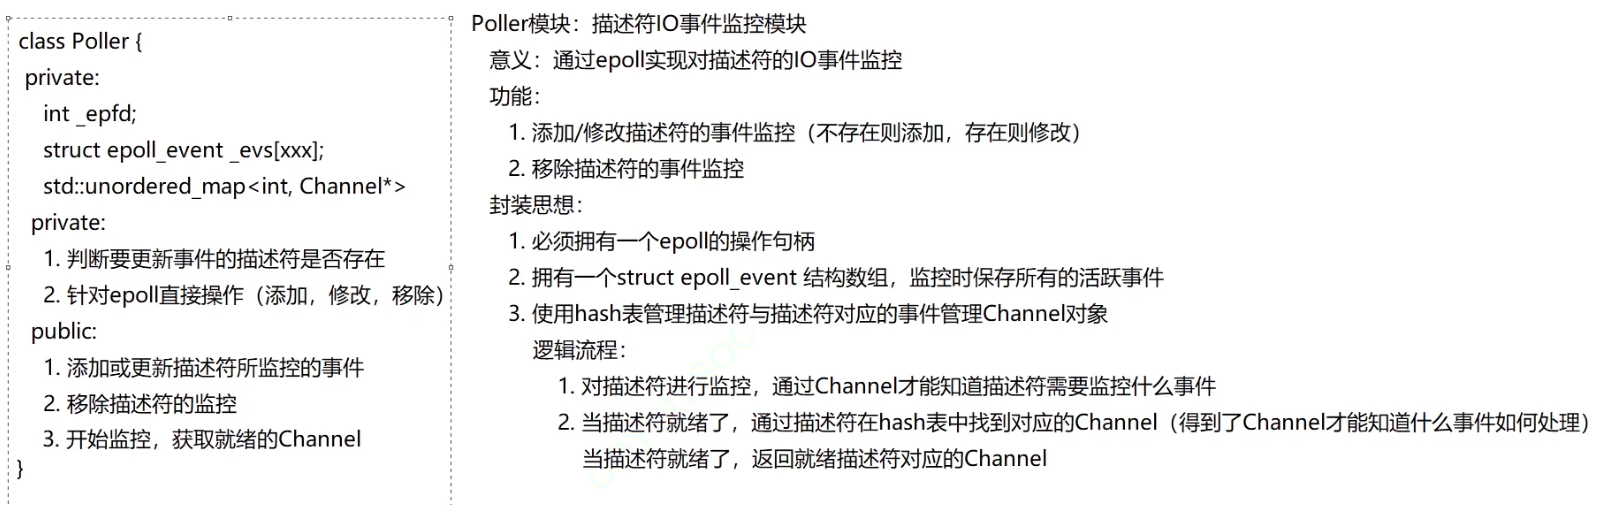 class Poller {
private:
int _epfd;
struct epoll_event _evs[xxx];
std::unordered_map<int, Channel*>
private:
1. 判断要更新事件的描述符是否存在
2. 针对epoll直接操作（添加，修改，移除）
public:
1. 添加或更新描述符所监控的事件
2. 移除描述符的监控
3. 开始监控，获取就绪的Channel
}
Poller模块：描述符IO事件监控模块
意义：通过epoll实现对描述符的IO事件监控
功能：
1. 添加/修改描述符的事件监控（不存在则添加，存在则修改）
2. 移除描述符的事件监控
封装思想：
1. 必须拥有一个epoll的操作句柄
2. 拥有一个struct epoll_event 结构数组，监控时保存所有的活跃事件
3. 使用hash表管理描述符与描述符对应的事件管理Channel对象
逻辑流程：
1. 对描述符进行监控，通过Channel才能知道描述符需要监控什么事件
2. 当描述符就绪了，通过描述符在hash表中找到对应的Channel（得到了Channel才能知道什么事件如何处理）
当描述符就绪了，返回就绪描述符对应的Channel